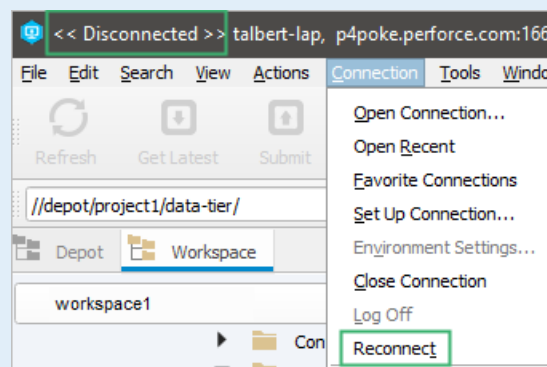 << Disconnected >> talbert-lap, p4poke.perforce.com:166
File Edit Search View Actions Connection Tools Windo
Open Connection...
Open Recent
Favorite Connections
Set Up Connection...
Environment Settings...
Close Connection
Log Off
Reconnect
Refresh Get Latest Submit
//depot/project1/data-tier/
Depot Workspace
workspace1
Con